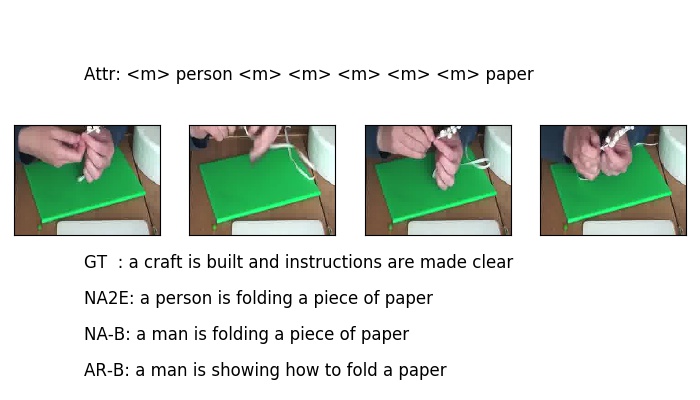 Attr: <m> person <m> <m> <m> <m> <m> paper
GT  : a craft is built and instructions are made clear
NA2E: a person is folding a piece of paper
NA-B: a man is folding a piece of paper
AR-B: a man is showing how to fold a paper